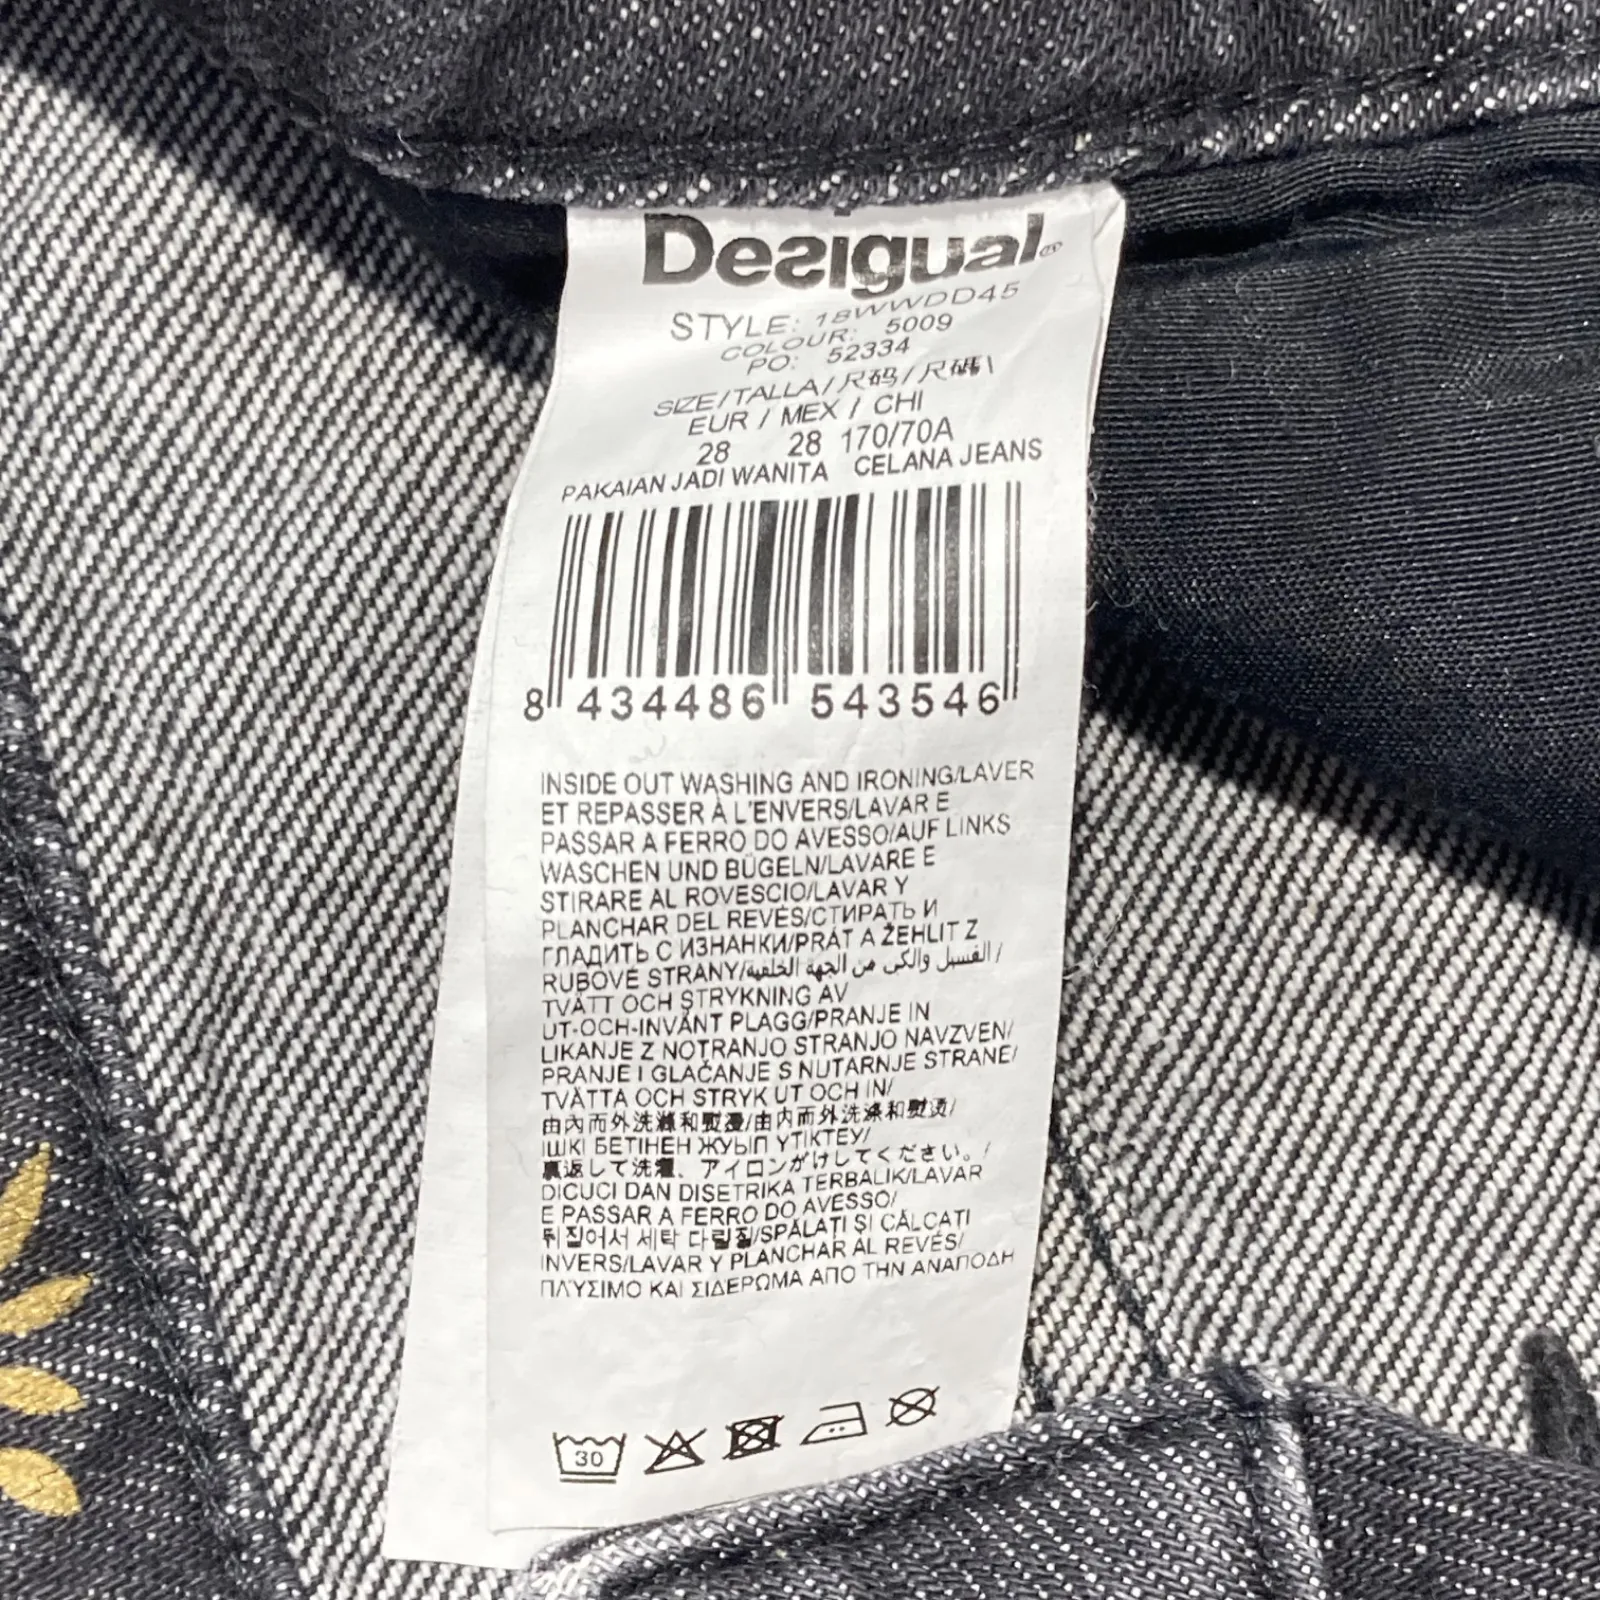 Desigual®
STYLE: 18WWDD45
COLOUR: 5009
PO: 52334
SIZE/TALLA/尺码/尺碼\
EUR / MEX / CHI
28 28 170/70A
PAKAIAN JADI WANITA CELANA JEANS
8 434486 543546
INSIDE OUT WASHING AND IRONING/LAVER
ET REPASSER À L'ENVERS/LAVAR E
PASSAR A FERRO DO AVESSO/AUF LINKS
WASCHEN UND BÜGELN/LAVARE E
STIRARE AL ROVESCIO/LAVAR Y
PLANCHAR DEL REVÉS/СТИРАТЬ И
ГЛАДИТЬ С ИЗНАНКИ/PRÁT A ŽEHLIT Z
RUBOVÉ STRANY/الغسيل والكي من الجهة الخلفية/
TVÄTT OCH STRYKNING AV
UT-OCH-INVÄNT PLAGG/PRANJE IN
LIKANJE Z NOTRANJO STRANJO NAVZVEN/
PRANJE I GLAČANJE S NUTARNJE STRANE/
TVÄTTA OCH STRYK UT OCH IN/
由內而外洗滌和熨燙/由内而外洗涤和熨烫/
ІШКІ БЕТІНЕН ЖУЫП ҮТІКТЕУ/
裏返して洗濯、アイロンがけしてください。/
DICUCI DAN DISETRIKA TERBALIK/LAVAR
E PASSAR A FERRO DO AVESSO/
뒤집어서 세탁 다림질/SPĂLAȚI ȘI CĂLCAȚI
INVERS/LAVAR Y PLANCHAR AL REVÉS/
ΠΛΥΣΙΜΟ ΚΑΙ ΣΙΔΕΡΩΜΑ ΑΠΟ ΤΗΝ ΑΝΑΠΟΔΗ
30